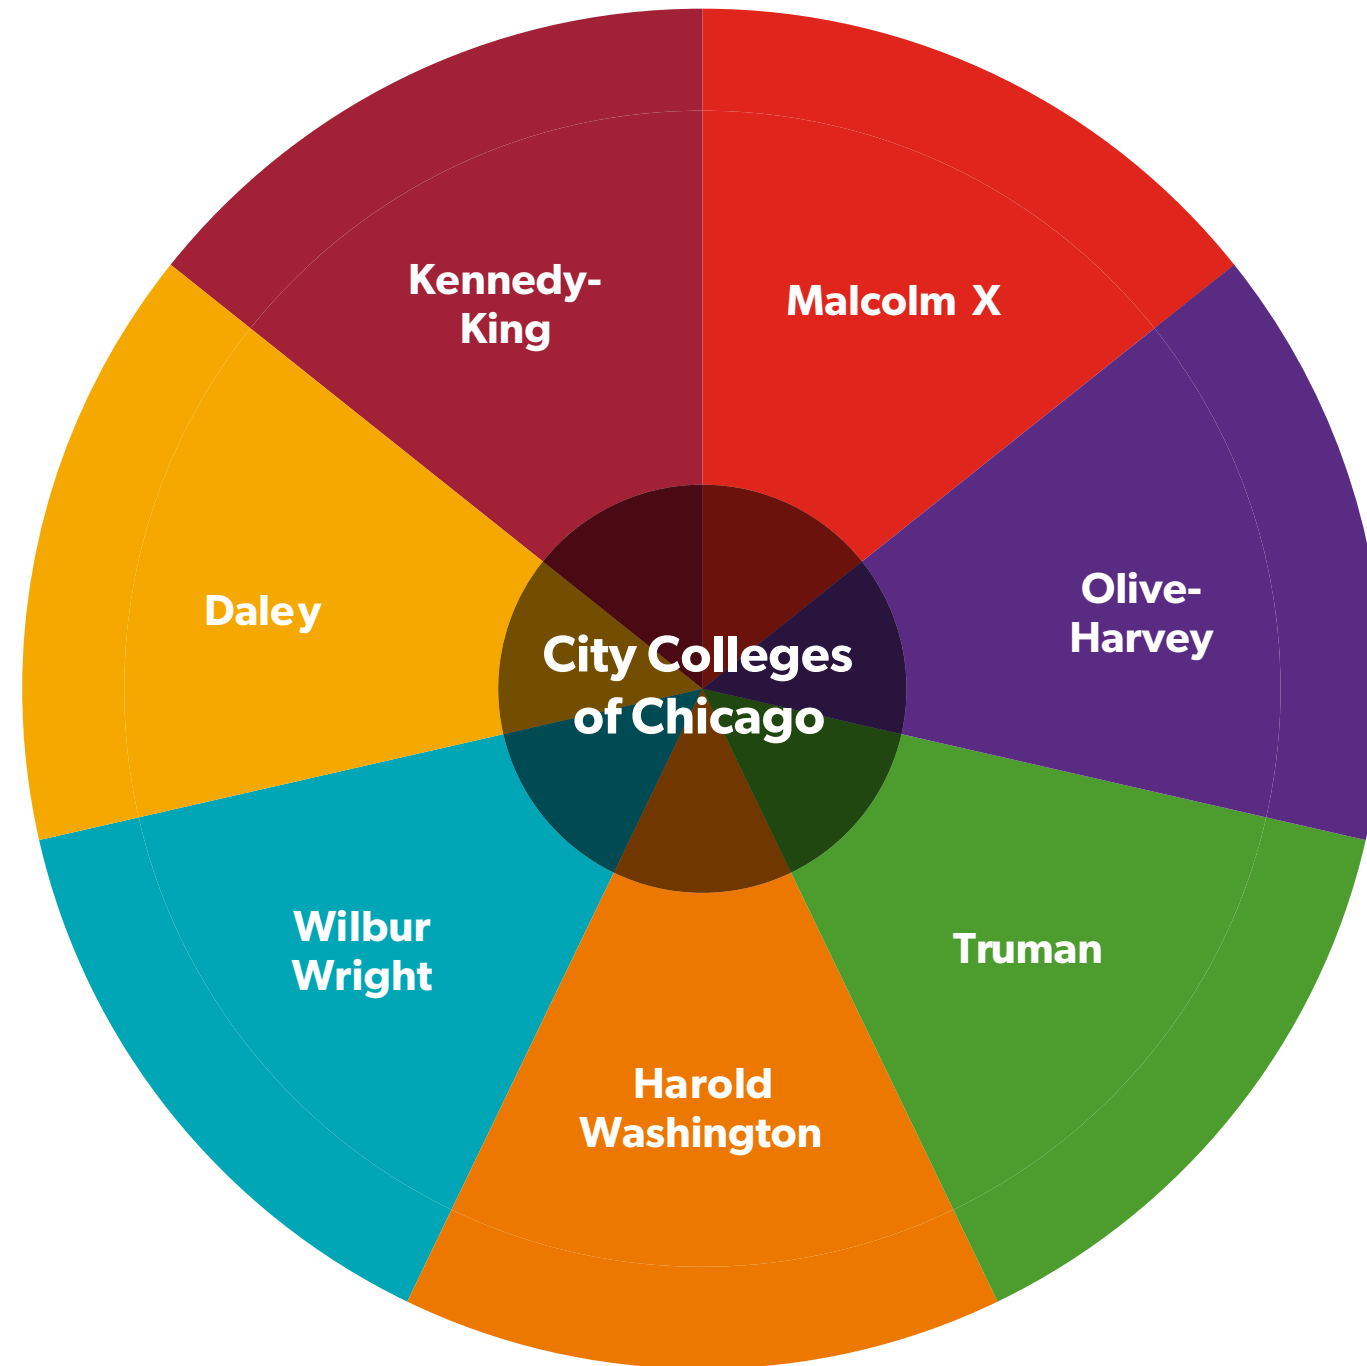 Kennedy-
King
Malcolm X
Olive-
Harvey
Daley
City Colleges
of Chicago
Wilbur
Wright
Truman
Harold
Washington